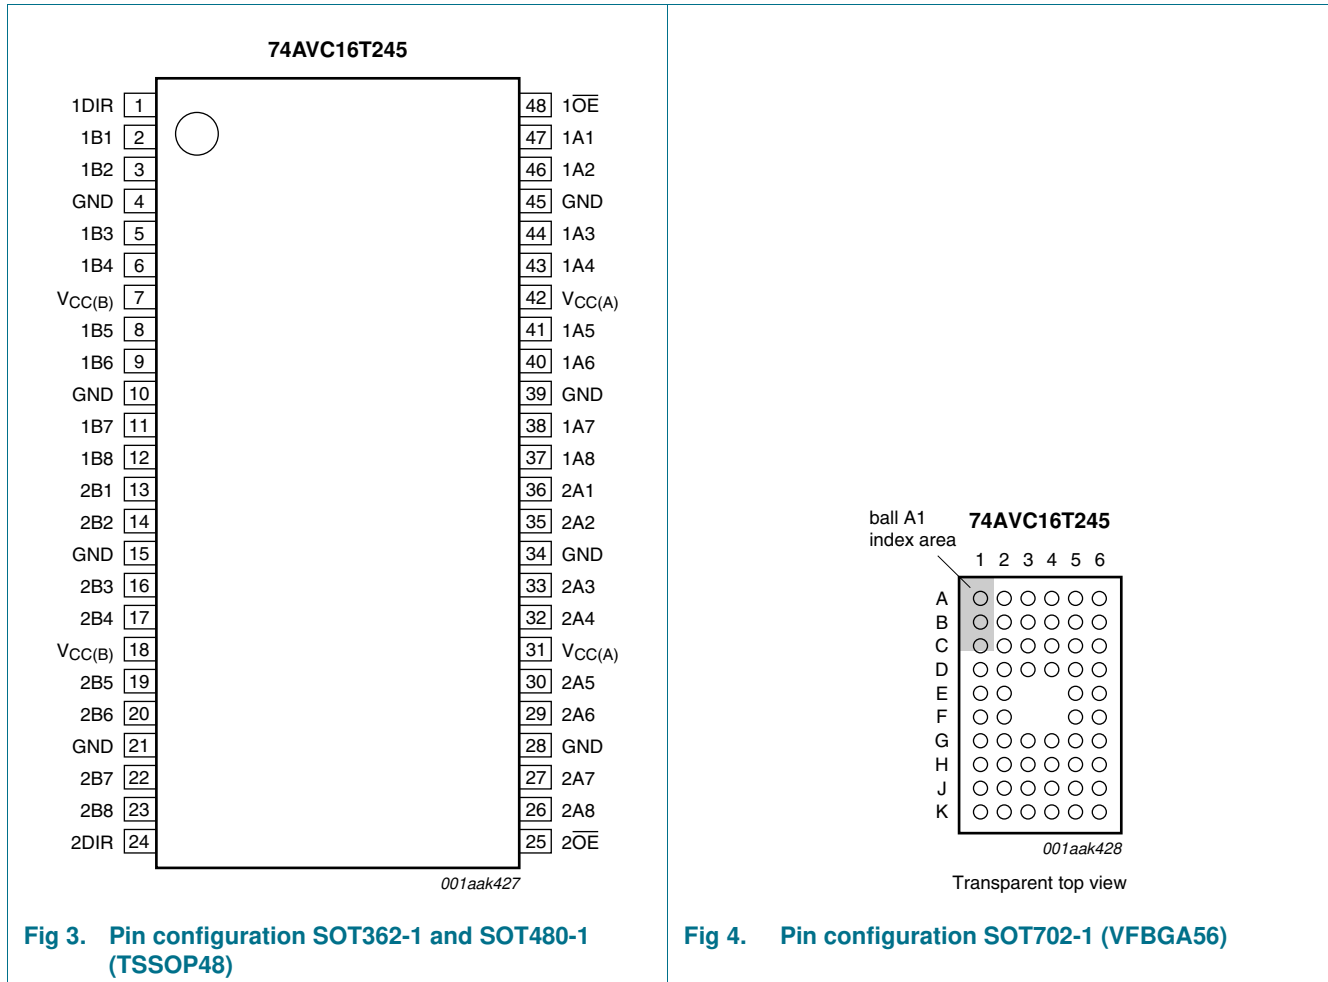 74AVC16T245
1DIR 1 48 1OE
1B1 2 47 1A1
1B2 3 46 1A2
GND 4 45 GND
1B3 5 44 1A3
1B4 6 43 1A4
VCC(B) 7 42 VCC(A)
1B5 8 41 1A5
1B6 9 40 1A6
GND 10 39 GND
1B7 11 38 1A7
1B8 12 37 1A8
2B1 13 36 2A1
2B2 14 35 2A2
GND 15 34 GND
2B3 16 33 2A3
2B4 17 32 2A4
VCC(B) 18 31 VCC(A)
2B5 19 30 2A5
2B6 20 29 2A6
GND 21 28 GND
2B7 22 27 2A7
2B8 23 26 2A8
2DIR 24 25 2OE
001aak427
Fig 3. Pin configuration SOT362-1 and SOT480-1
(TSSOP48)
ball A1
index area
74AVC16T245
1 2 3 4 5 6
A
B
C
D
E
F
G
H
J
K
001aak428
Transparent top view
Fig 4. Pin configuration SOT702-1 (VFBGA56)